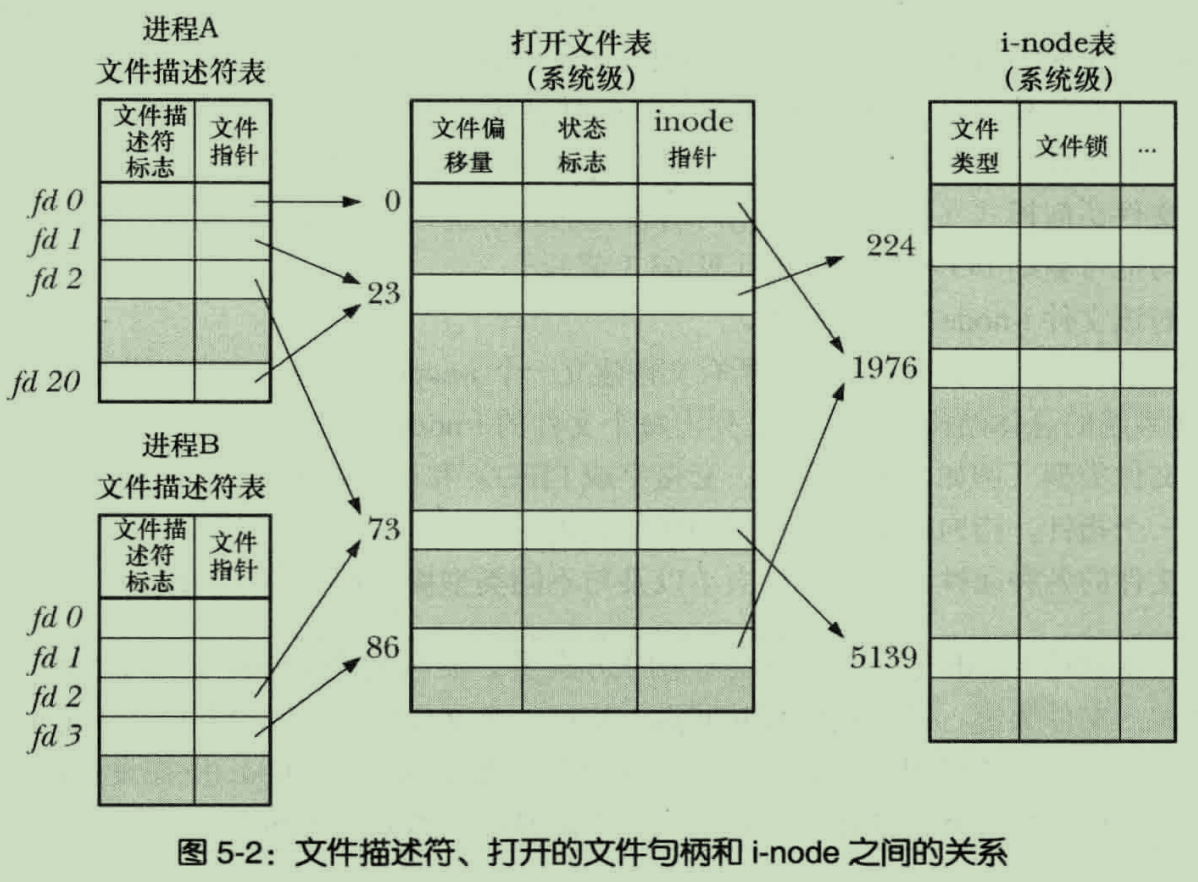 进程A
文件描述符表
文件描
述符
标志
文件
指针
fd 0
fd 1
fd 2
fd 20
进程B
文件描述符表
文件描
述符
标志
文件
指针
fd 0
fd 1
fd 2
fd 3
打开文件表
(系统级)
文件偏
移量
状态
标志
inode
指针
0
23
73
86
i-node表
(系统级)
文件
类型
文件锁
...
224
1976
5139
图 5-2：文件描述符、打开的文件句柄和 i-node 之间的关系